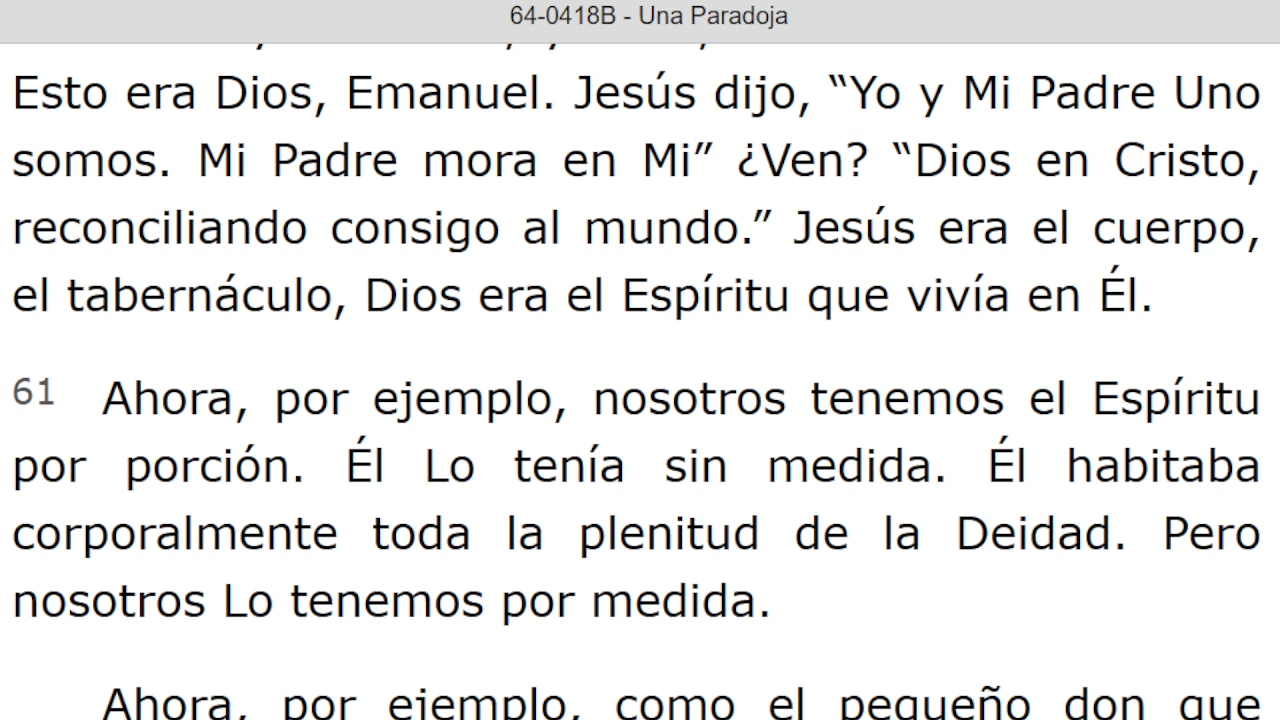 64-0418B - Una Paradoja
Esto era Dios, Emanuel. Jesús dijo, “Yo y Mi Padre Uno
somos. Mi Padre mora en Mi” ¿Ven? “Dios en Cristo,
reconciliando consigo al mundo.” Jesús era el cuerpo,
el tabernáculo, Dios era el Espíritu que vivía en Él.
61 Ahora, por ejemplo, nosotros tenemos el Espíritu
por porción. Él Lo tenía sin medida. Él habitaba
corporalmente toda la plenitud de la Deidad. Pero
nosotros Lo tenemos por medida.
Ahora, por ejemplo, como el pequeño don que